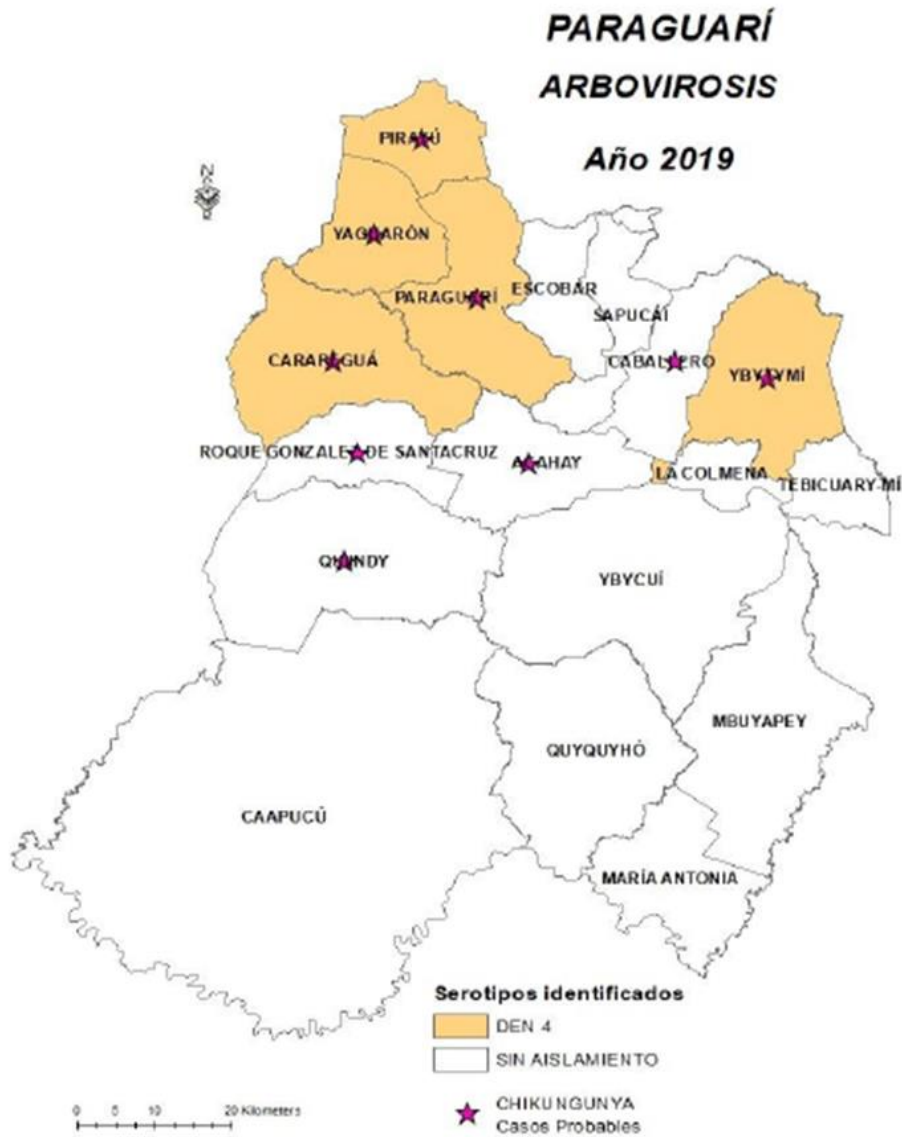 PARAGUARÍ
ARBOVIROSIS
Año 2019
N
PIRAYÚ
YAGUARÓN
PARAGUARÍ
ESCOBÁR
SAPUCÁI
CARAPEGUÁ
CABALLERO
YBYTYMÍ
ROQUE GONZALEZ DE SANTACRUZ
ACAHAY
LA COLMENA
TEBICUARY-MÍ
QUIINDY
YBYCUÍ
MBUYAPEY
QUYQUYHÓ
CAAPUCÚ
MARÍA ANTONIA
Serotipos identificados
DEN 4
SIN AISLAMIENTO
CHIKUNGUNYA
Casos Probables
0 5 10 20 Kilometers